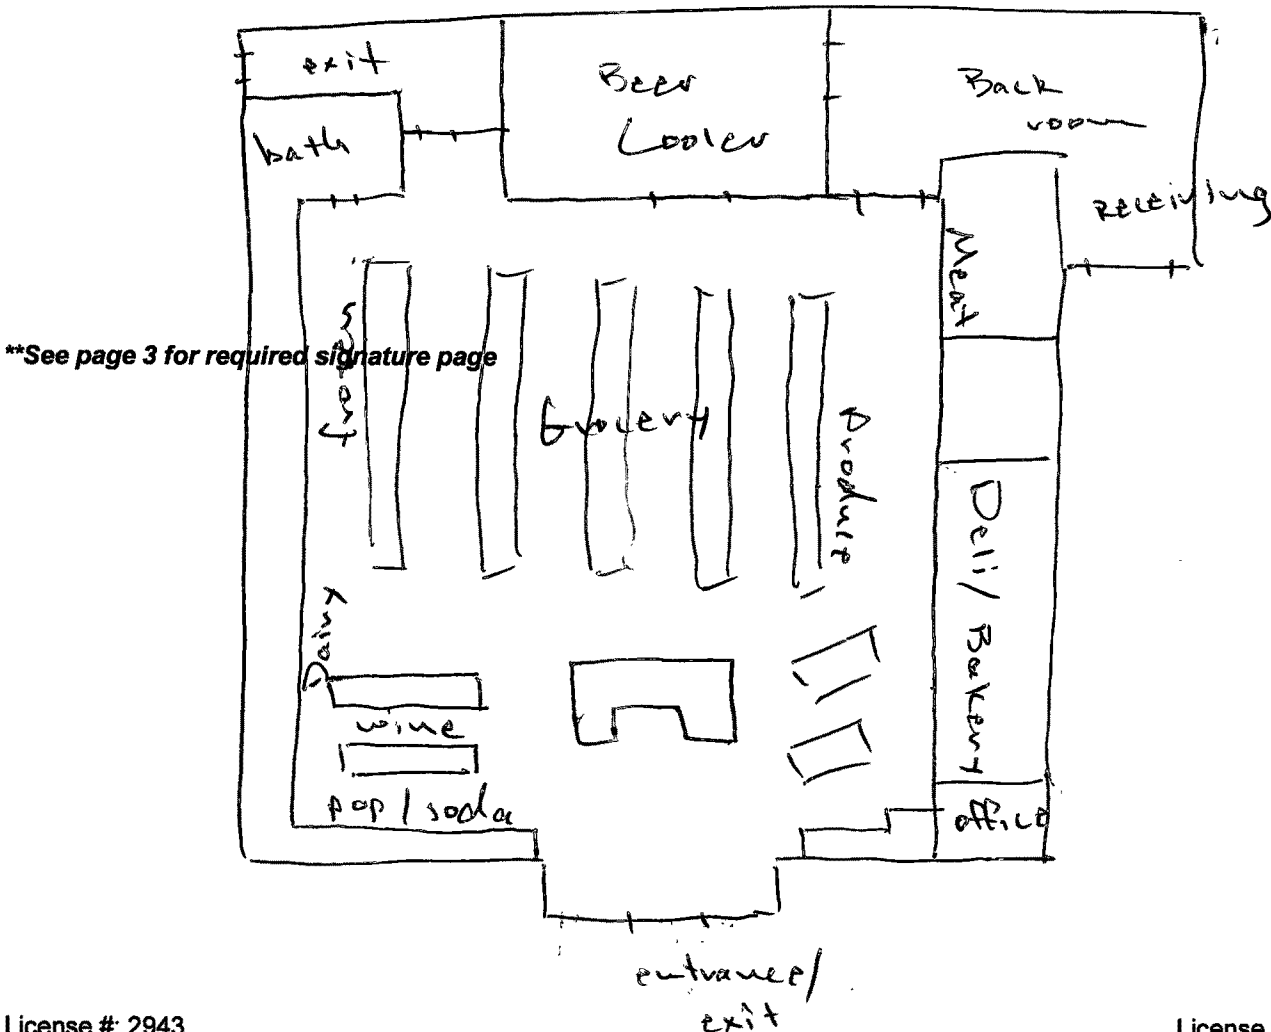 exit
Beer
Cooler
Back
room
bath
receiving
Meat
frozen
**See page 3 for required signature page
Grocery
Produce
Deli/Bakery
Dairy
wine
pop/soda
office
entrance/
exit
License #: 2943
License